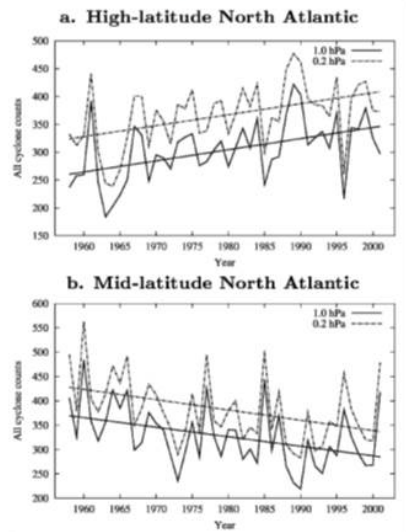 a. High-latitude North Atlantic
500
450
400
350
300
250
200
150
All cyclone counts
1.0 hPa
0.2 hPa
1960 1965 1970 1975 1980 1985 1990 1995 2000
Year
b. Mid-latitude North Atlantic
600
550
500
450
400
350
300
250
200
All cyclone counts
1.0 hPa
0.2 hPa
1960 1965 1970 1975 1980 1985 1990 1995 2000
Year